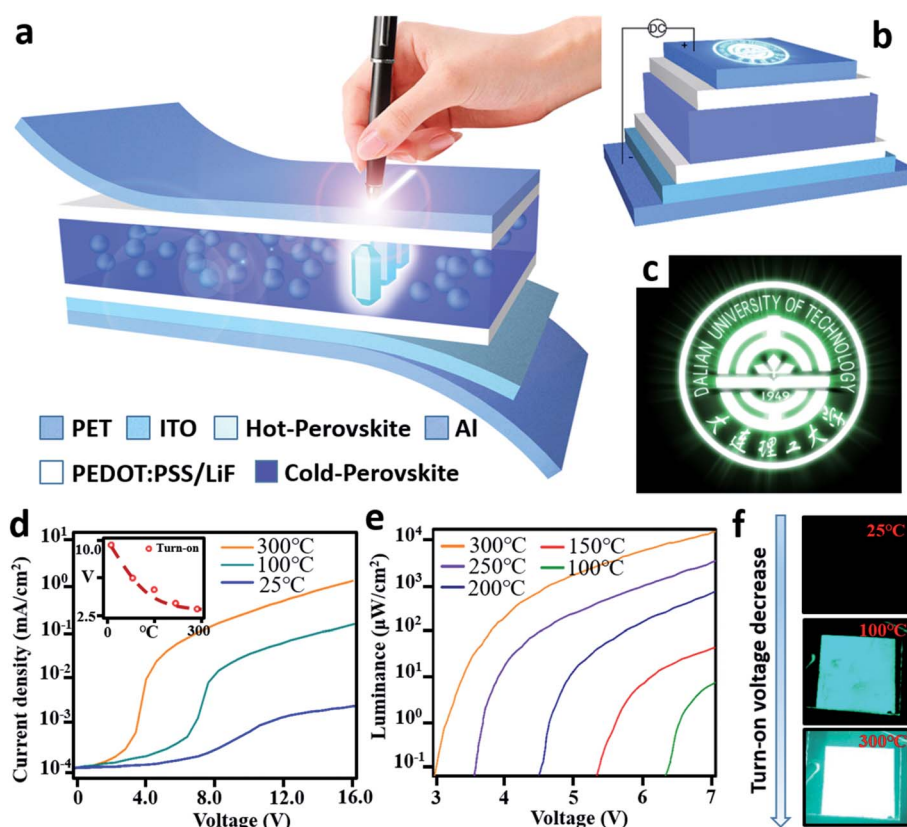 a
b
DC
+
-
c
DALIAN UNIVERSITY OF TECHNOLOGY
1949
大连理工大学
PET ITO Hot-Perovskite Al
PEDOT:PSS/LiF Cold-Perovskite
d
Current density (mA/cm²)
10¹
10⁰
10⁻¹
10⁻²
10⁻³
10⁻⁴
0 4.0 8.0 12.0 16.0
Voltage (V)
10.0
V
2.5
0 °C 300
Turn-on
300°C
100°C
25°C
e
Luminance (μW/cm²)
10⁴
10³
10²
10¹
10⁰
10⁻¹
3 4 5 6 7
Voltage (V)
300°C 150°C
250°C 100°C
200°C
f
Turn-on voltage decrease
25°C
100°C
300°C